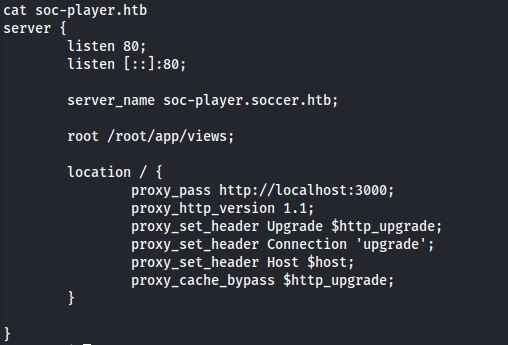 cat soc-player.htb
server {
        listen 80;
        listen [::]:80;

        server_name soc-player.soccer.htb;

        root /root/app/views;

        location / {
                proxy_pass http://localhost:3000;
                proxy_http_version 1.1;
                proxy_set_header Upgrade $http_upgrade;
                proxy_set_header Connection 'upgrade';
                proxy_set_header Host $host;
                proxy_cache_bypass $http_upgrade;
        }

}